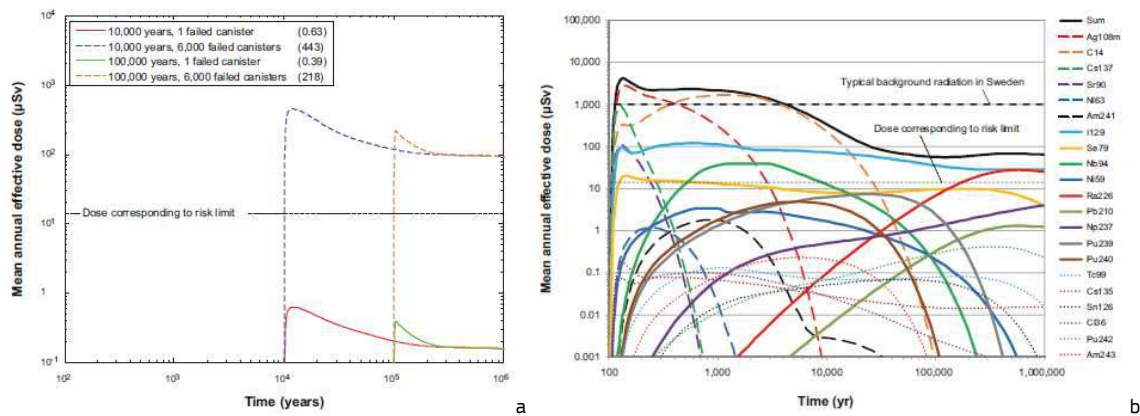 10,000 years, 1 failed canister (0.63)
10,000 years, 6,000 failed canisters (443)
100,000 years, 1 failed canister (0.39)
100,000 years, 6,000 failed canisters (218)
10⁴
10³
10²
10¹
1
10⁻¹
Mean annual effective dose (µSv)
Dose corresponding to risk limit
10² 10³ 10⁴ 10⁵ 10⁶
Time (years)
a
100,000
10,000
1,000
100
10
1
0.1
0.01
0.001
Mean annual effective dose (µSv)
Typical background radiation in Sweden
Dose corresponding to risk limit
100 1,000 10,000 100,000 1,000,000
Time (yr)
Sum
Ag108m
C14
Cs137
Sr90
Ni63
Am241
I129
Se79
Nb94
Ni59
Ra226
Pb210
Np237
Pu239
Pu240
Tc99
Cs135
Sn126
Cl36
Pu242
Am243
b